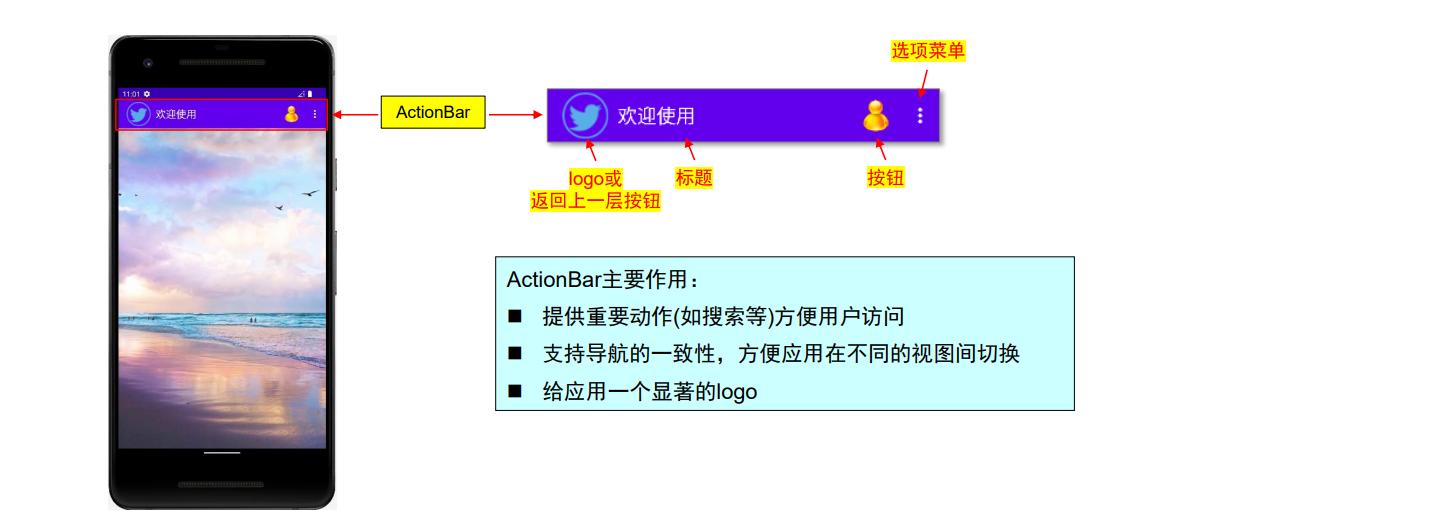 选项菜单
11:01
欢迎使用
ActionBar
欢迎使用
logo或
返回上一层按钮
标题
按钮
ActionBar主要作用：
■ 提供重要动作(如搜索等)方便用户访问
■ 支持导航的一致性，方便应用在不同的视图间切换
■ 给应用一个显著的logo